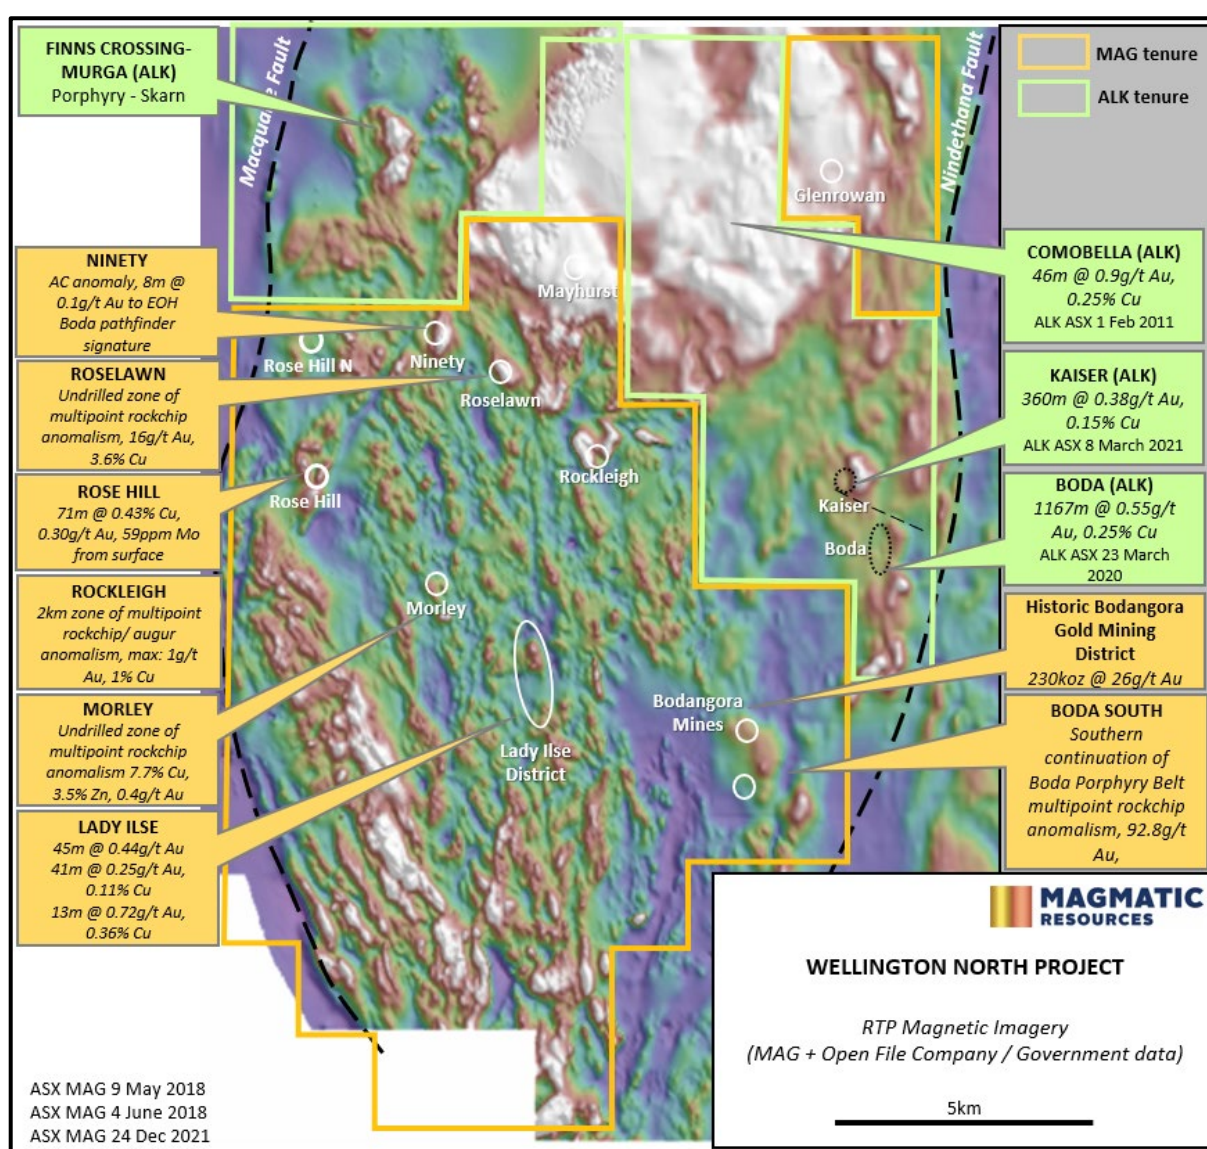 FINNS CROSSING-
MURGA (ALK)
Porphyry - Skarn
NINETY
AC anomaly, 8m @
0.1g/t Au to EOH
Boda pathfinder
signature
ROSELAWN
Undrilled zone of
multipoint rockchip
anomalism, 16g/t Au,
3.6% Cu
ROSE HILL
71m @ 0.43% Cu,
0.30g/t Au, 59ppm Mo
from surface
ROCKLEIGH
2km zone of multipoint
rockchip/ augur
anomalism, max: 1g/t
Au, 1% Cu
MORLEY
Undrilled zone of
multipoint rockchip
anomalism 7.7% Cu,
3.5% Zn, 0.4g/t Au
LADY ILSE
45m @ 0.44g/t Au
41m @ 0.25g/t Au,
0.11% Cu
13m @ 0.72g/t Au,
0.36% Cu
ASX MAG 9 May 2018
ASX MAG 4 June 2018
ASX MAG 24 Dec 2021
Fault
Nindethana Fault
Glenrowan
Mayhurst
Rose Hill N
Ninety
Roselawn
Rockleigh
Rose Hill
Kaiser
Boda
Morley
Bodangora
Mines
Lady Ilse
District
MAG tenure
ALK tenure
COMOBELLA (ALK)
46m @ 0.9g/t Au,
0.25% Cu
ALK ASX 1 Feb 2011
KAISER (ALK)
360m @ 0.38g/t Au,
0.15% Cu
ALK ASX 8 March 2021
BODA (ALK)
1167m @ 0.55g/t
Au, 0.25% Cu
ALK ASX 23 March
2020
Historic Bodangora
Gold Mining
District
230koz @ 26g/t Au
BODA SOUTH
Southern
continuation of
Boda Porphyry Belt
multipoint rockchip
anomalism, 92.8g/t
Au,
MAGMATIC
RESOURCES
WELLINGTON NORTH PROJECT
RTP Magnetic Imagery
(MAG + Open File Company / Government data)
5km